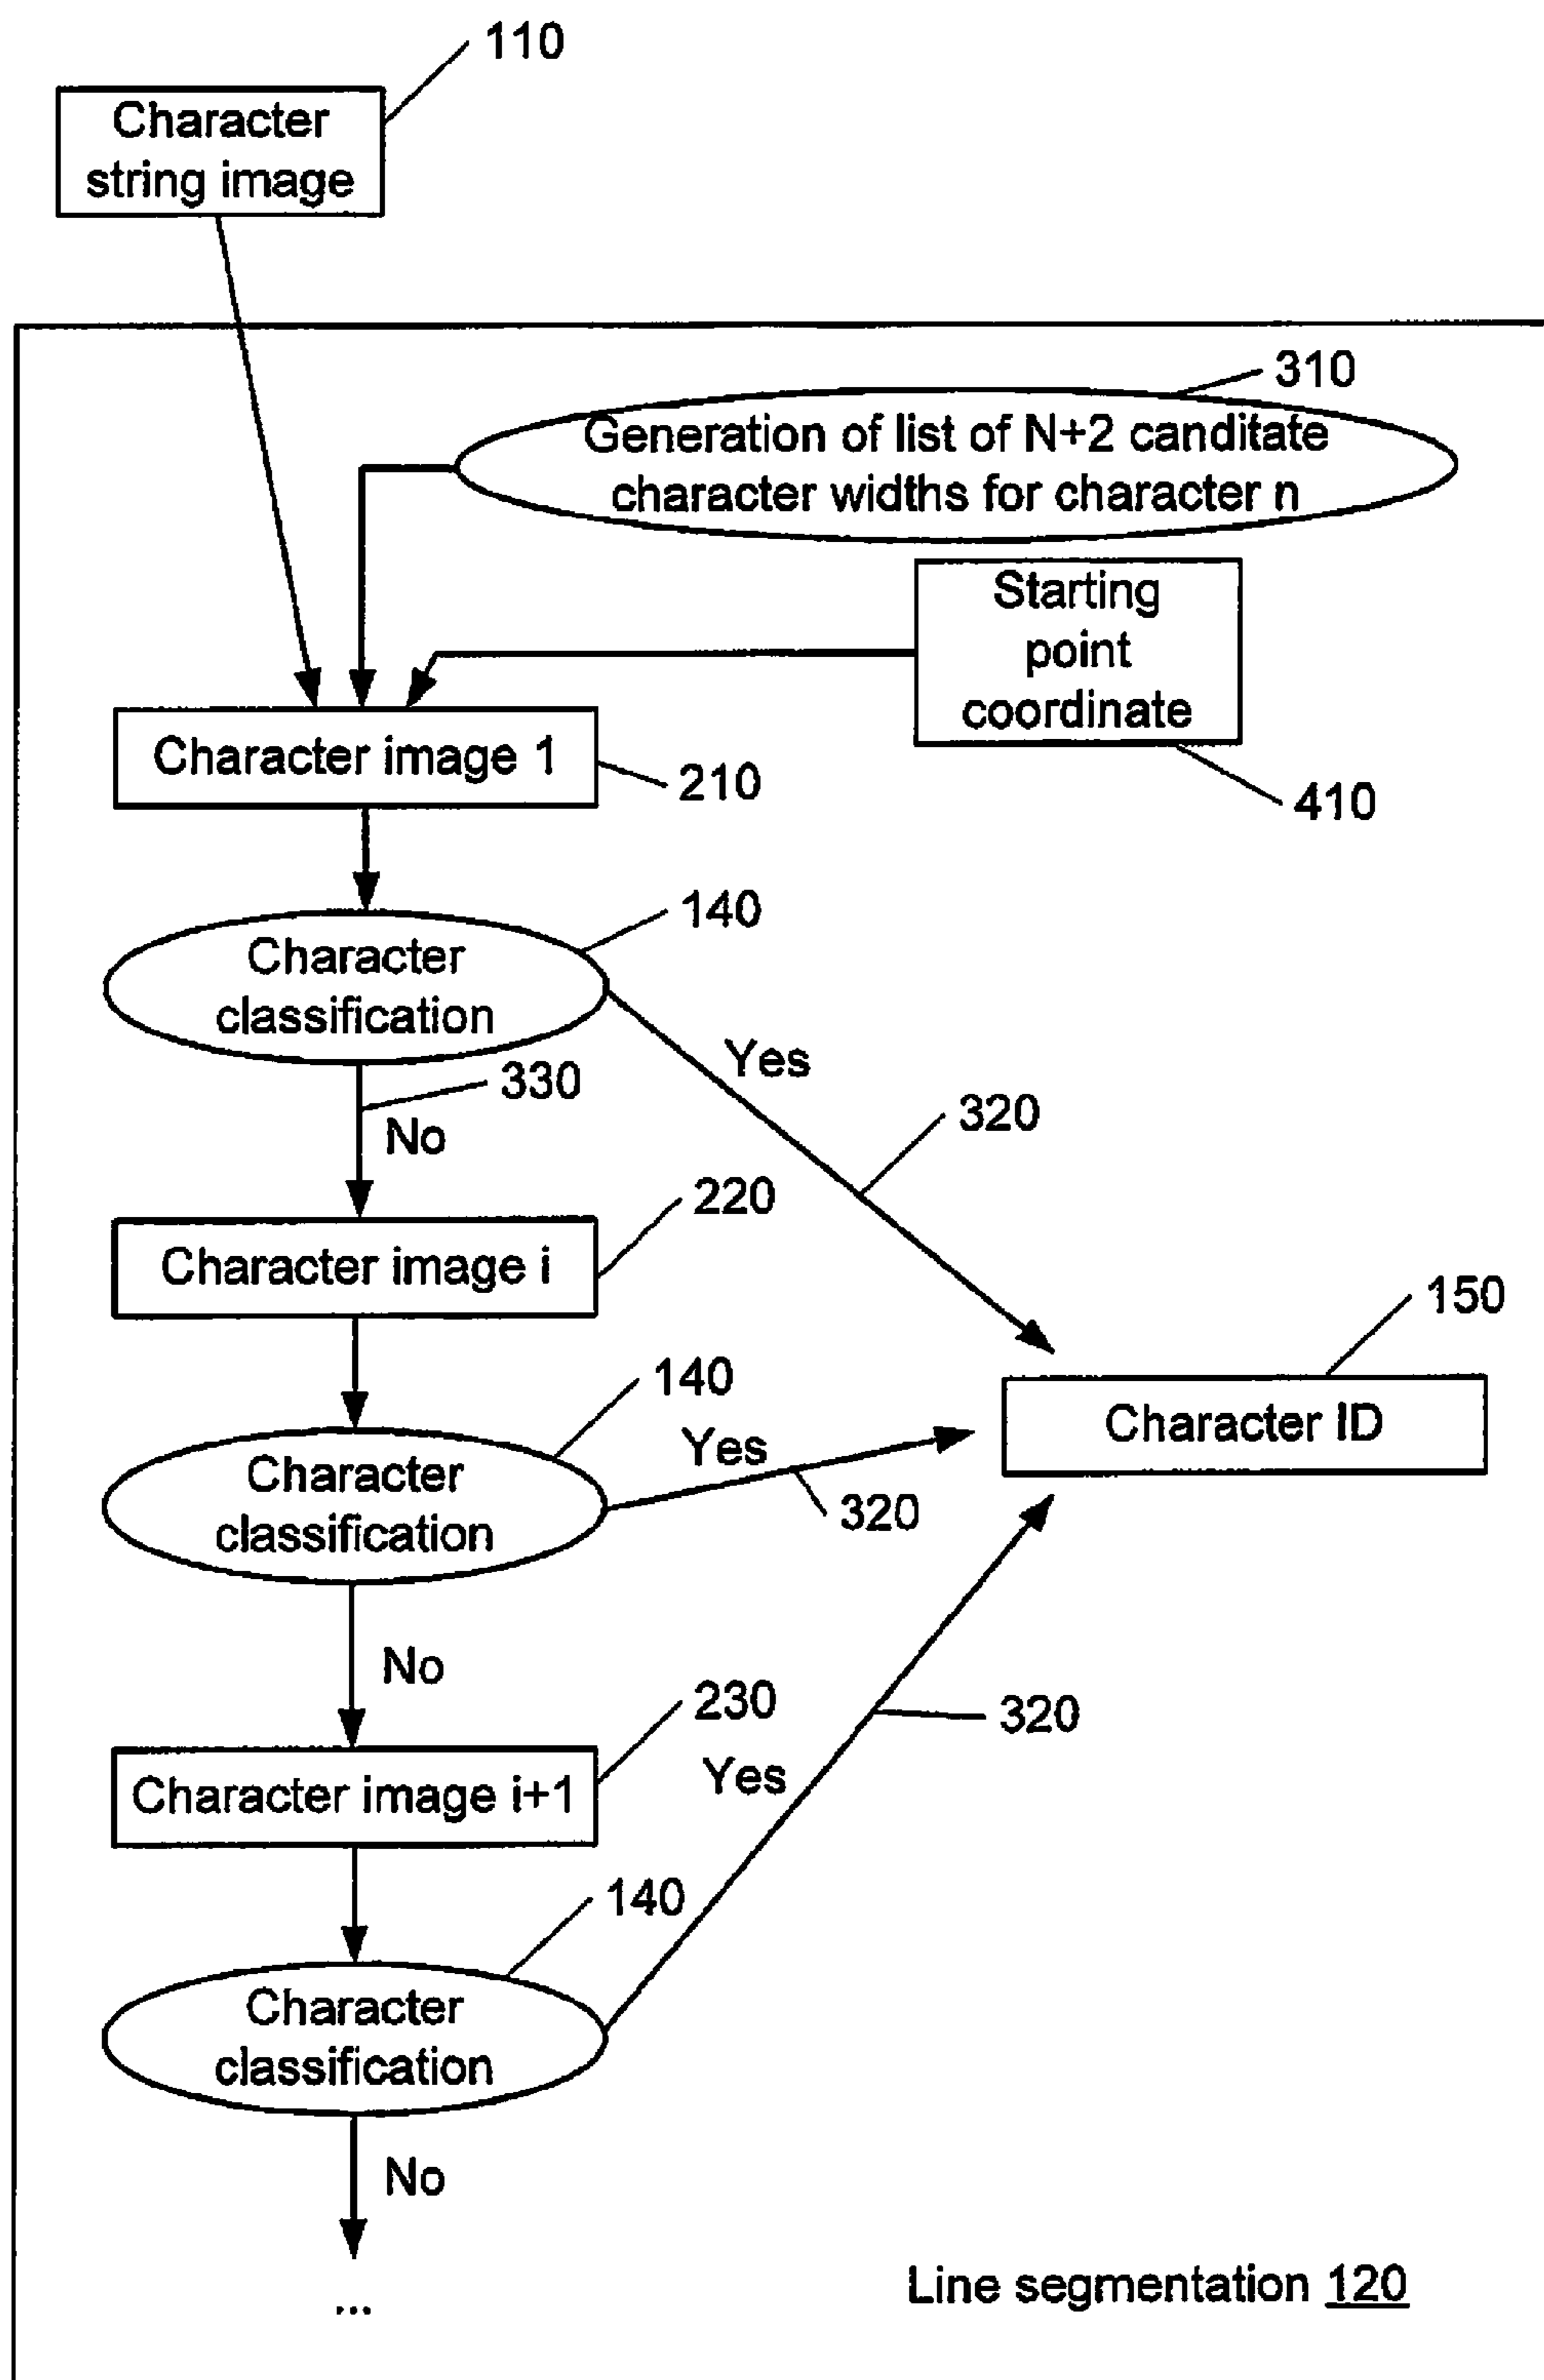 110
Character
string image
310
Generation of list of N+2 canditate
character widths for character n
Starting
point
coordinate
410
Character image 1
210
140
Character
classification
Yes
330
No
320
220
Character image i
150
Character ID
140
Character
classification
Yes
320
No
230
Character image i+1
320
Yes
140
Character
classification
No
...
Line segmentation 120